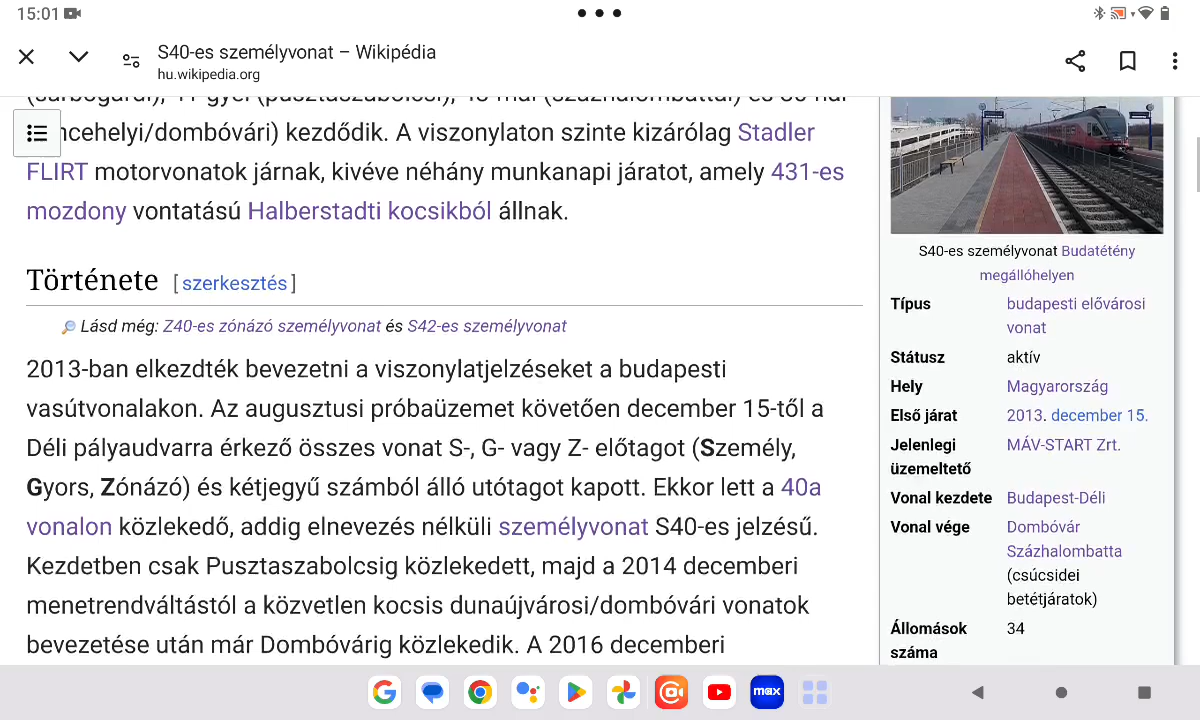 15:01
S40-es személyvonat – Wikipédia
hu.wikipedia.org
kezdődik. A viszonylaton szinte kizárólag Stadler
FLIRT motorvonatok járnak, kivéve néhány munkanapi járatot, amely 431-es
mozdony vontatású Halberstadti kocsikból állnak.
Története [ szerkesztés ]
Lásd még: Z40-es zónázó személyvonat és S42-es személyvonat
2013-ban elkezdték bevezetni a viszonylatjelzéseket a budapesti
vasútvonalakon. Az augusztusi próbaüzemet követően december 15-től a
Déli pályaudvarra érkező összes vonat S-, G- vagy Z- előtagot (Személy,
Gyors, Zónázó) és kétjegyű számból álló utótagot kapott. Ekkor lett a 40a
vonalon közlekedő, addig elnevezés nélküli személyvonat S40-es jelzésű.
Kezdetben csak Pusztaszabolcsig közlekedett, majd a 2014 decemberi
menetrendváltástól a közvetlen kocsis dunaújvárosi/dombóvári vonatok
bevezetése után már Dombóvárig közlekedik. A 2016 decemberi
S40-es személyvonat Budatétény
megállóhelyen
Típus budapesti elővárosi
vonat
Státusz aktív
Hely Magyarország
Első járat 2013. december 15.
Jelenlegi MÁV-START Zrt.
üzemeltető
Vonal kezdete Budapest-Déli
Vonal vége Dombóvár
Százhalombatta
(csúcsidei
betétjáratok)
Állomások 34
száma
max